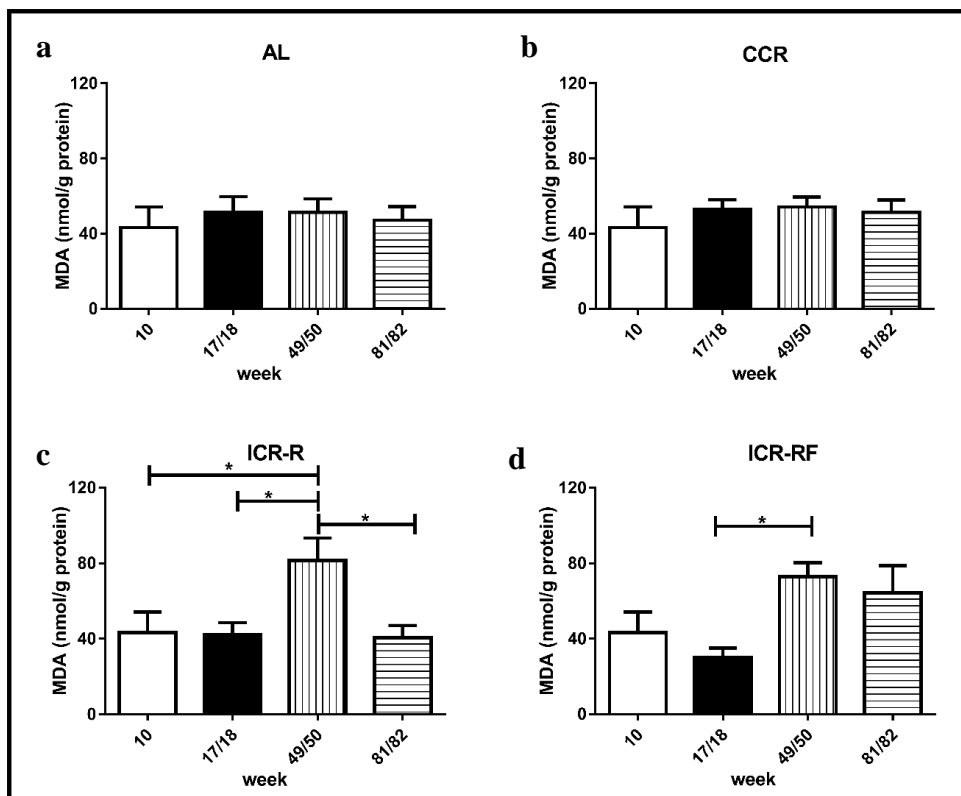 a
AL
MDA (nmol/g protein)
120
80
40
0
10
17/18
49/50
81/82
week
b
CCR
MDA (nmol/g protein)
120
80
40
0
10
17/18
49/50
81/82
week
c
ICR-R
*
*
*
MDA (nmol/g protein)
120
80
40
0
10
17/18
49/50
81/82
week
d
ICR-RF
*
MDA (nmol/g protein)
120
80
40
0
10
17/18
49/50
81/82
week